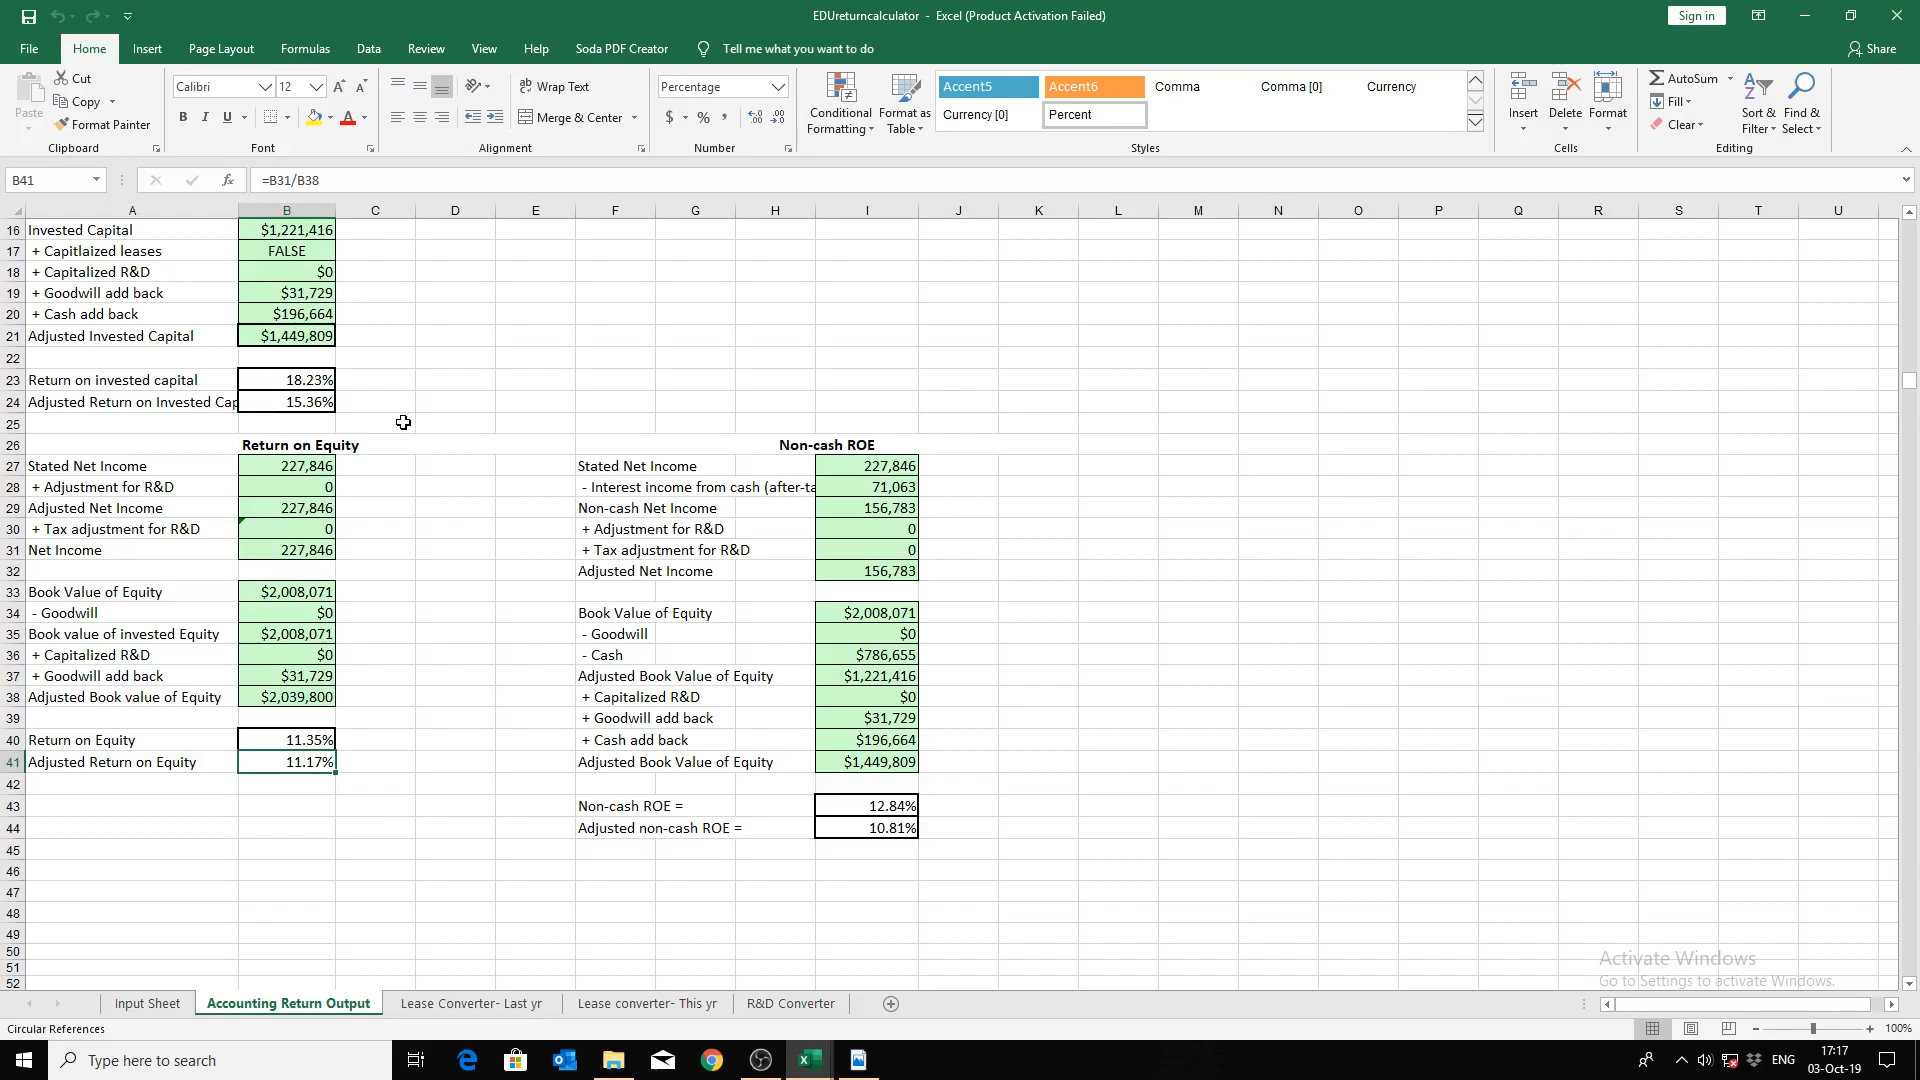 EDUreturncalculator - Excel (Product Activation Failed)
Sign in
File Home Insert Page Layout Formulas Data Review View Help Soda PDF Creator Tell me what you want to do Share
Paste
Cut
Copy
Format Painter
Clipboard
Calibri 12
B I U
Font
Wrap Text
Merge & Center
Alignment
Percentage
$ % ,
Number
Conditional Formatting
Format as Table
Accent5 Accent6 Comma Comma [0] Currency
Currency [0] Percent
Styles
Insert Delete Format
Cells
AutoSum
Fill
Clear
Sort & Filter
Find & Select
Editing
B41 fx =B31/B38
A B C D E F G H I J K L M N O P Q R S T U
16 Invested Capital $1,221,416
17 + Capitlaized leases FALSE
18 + Capitalized R&D $0
19 + Goodwill add back $31,729
20 + Cash add back $196,664
21 Adjusted Invested Capital $1,449,809
22
23 Return on invested capital 18.23%
24 Adjusted Return on Invested Cap 15.36%
25
26 Return on Equity Non-cash ROE
27 Stated Net Income 227,846 Stated Net Income 227,846
28 + Adjustment for R&D 0 - Interest income from cash (after-ta 71,063
29 Adjusted Net Income 227,846 Non-cash Net Income 156,783
30 + Tax adjustment for R&D 0 + Adjustment for R&D 0
31 Net Income 227,846 + Tax adjustment for R&D 0
32 Adjusted Net Income 156,783
33 Book Value of Equity $2,008,071
34 - Goodwill $0 Book Value of Equity $2,008,071
35 Book value of invested Equity $2,008,071 - Goodwill $0
36 + Capitalized R&D $0 - Cash $786,655
37 + Goodwill add back $31,729 Adjusted Book Value of Equity $1,221,416
38 Adjusted Book value of Equity $2,039,800 + Capitalized R&D $0
39 + Goodwill add back $31,729
40 Return on Equity 11.35% + Cash add back $196,664
41 Adjusted Return on Equity 11.17% Adjusted Book Value of Equity $1,449,809
42
43 Non-cash ROE = 12.84%
44 Adjusted non-cash ROE = 10.81%
45
46
47
48
49
50
51
52
Activate Windows
Go to Settings to activate Windows.
Input Sheet Accounting Return Output Lease Converter- Last yr Lease converter- This yr R&D Converter
Circular References 100%
Type here to search
ENG
17:17
03-Oct-19